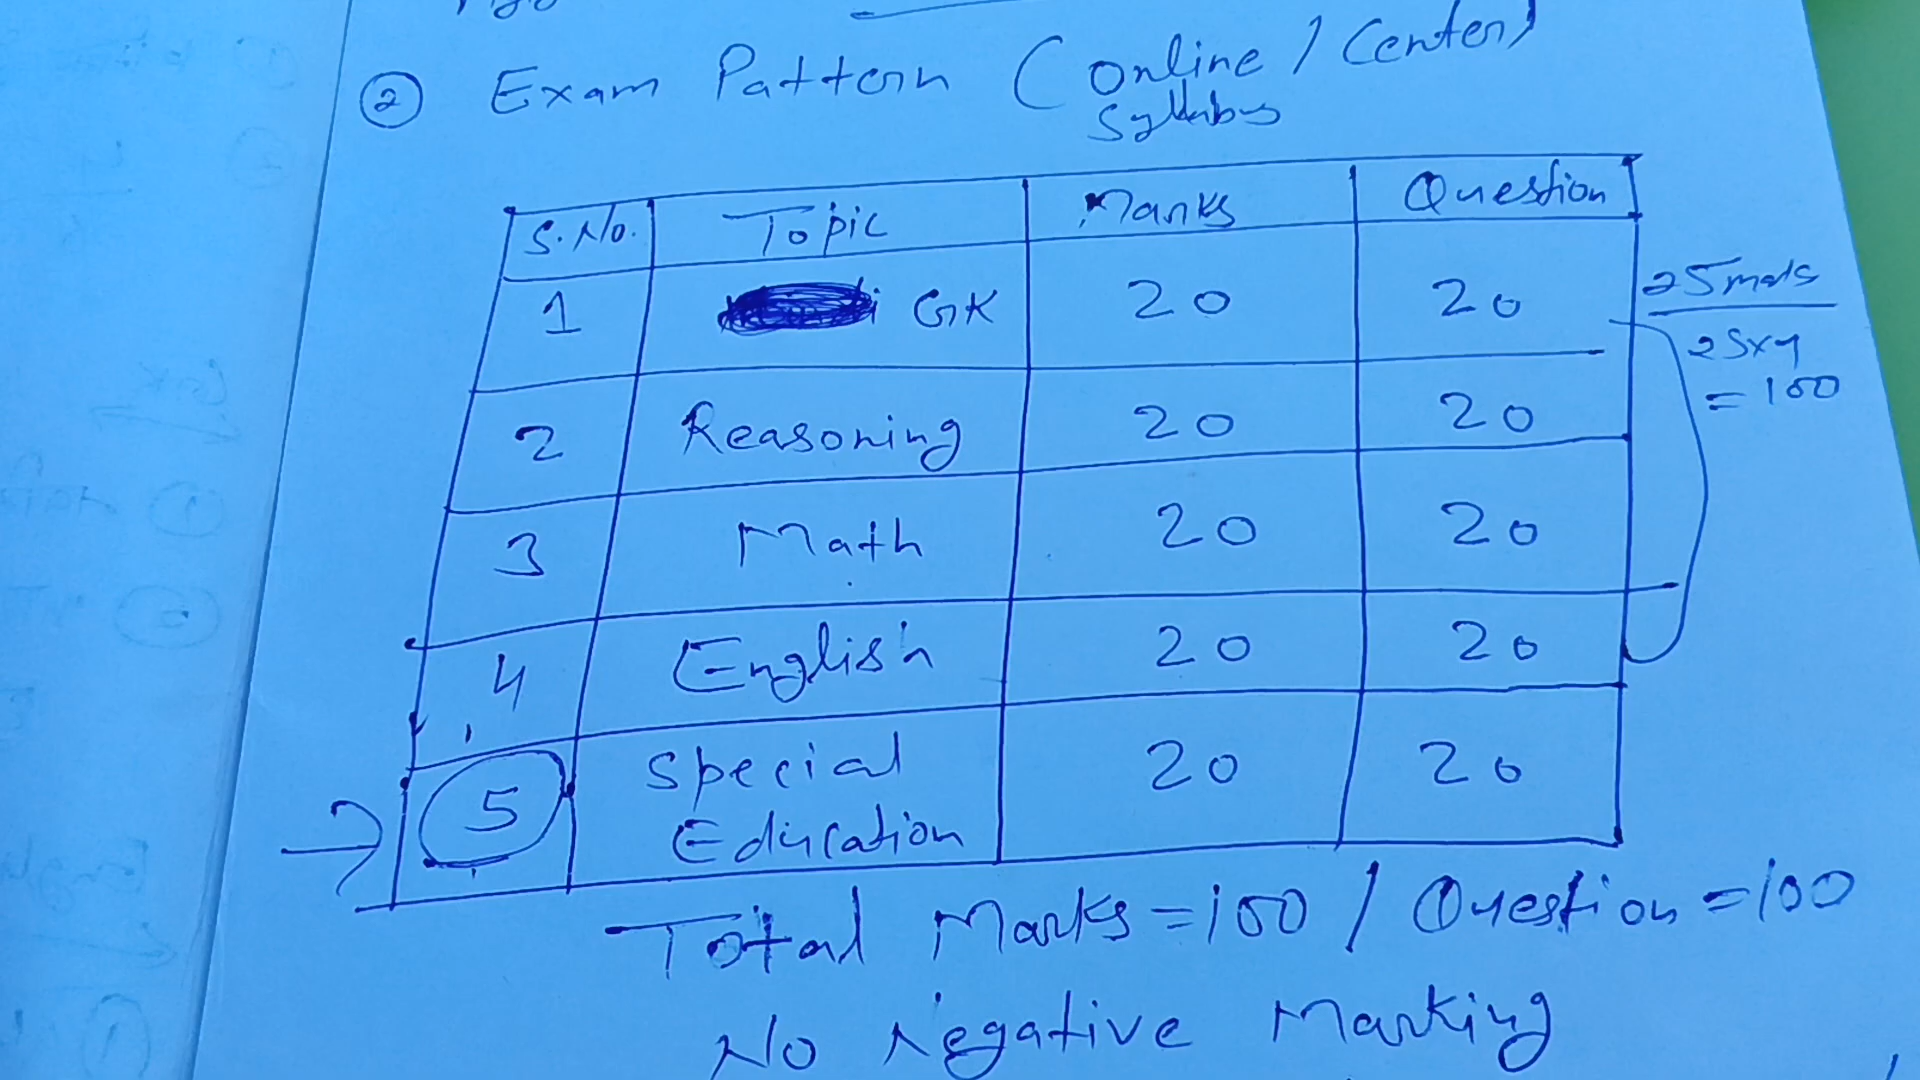 ② Exam Pattern (Online / Center)
Syllabus
S.No. Topic Marks Question
1 GK 20 20
2 Reasoning 20 20
3 Math 20 20
4 English 20 20
5 Special Education 20 20
25 marks
25x4
=100
Total Marks=100 / Question=100
No Negative Marking